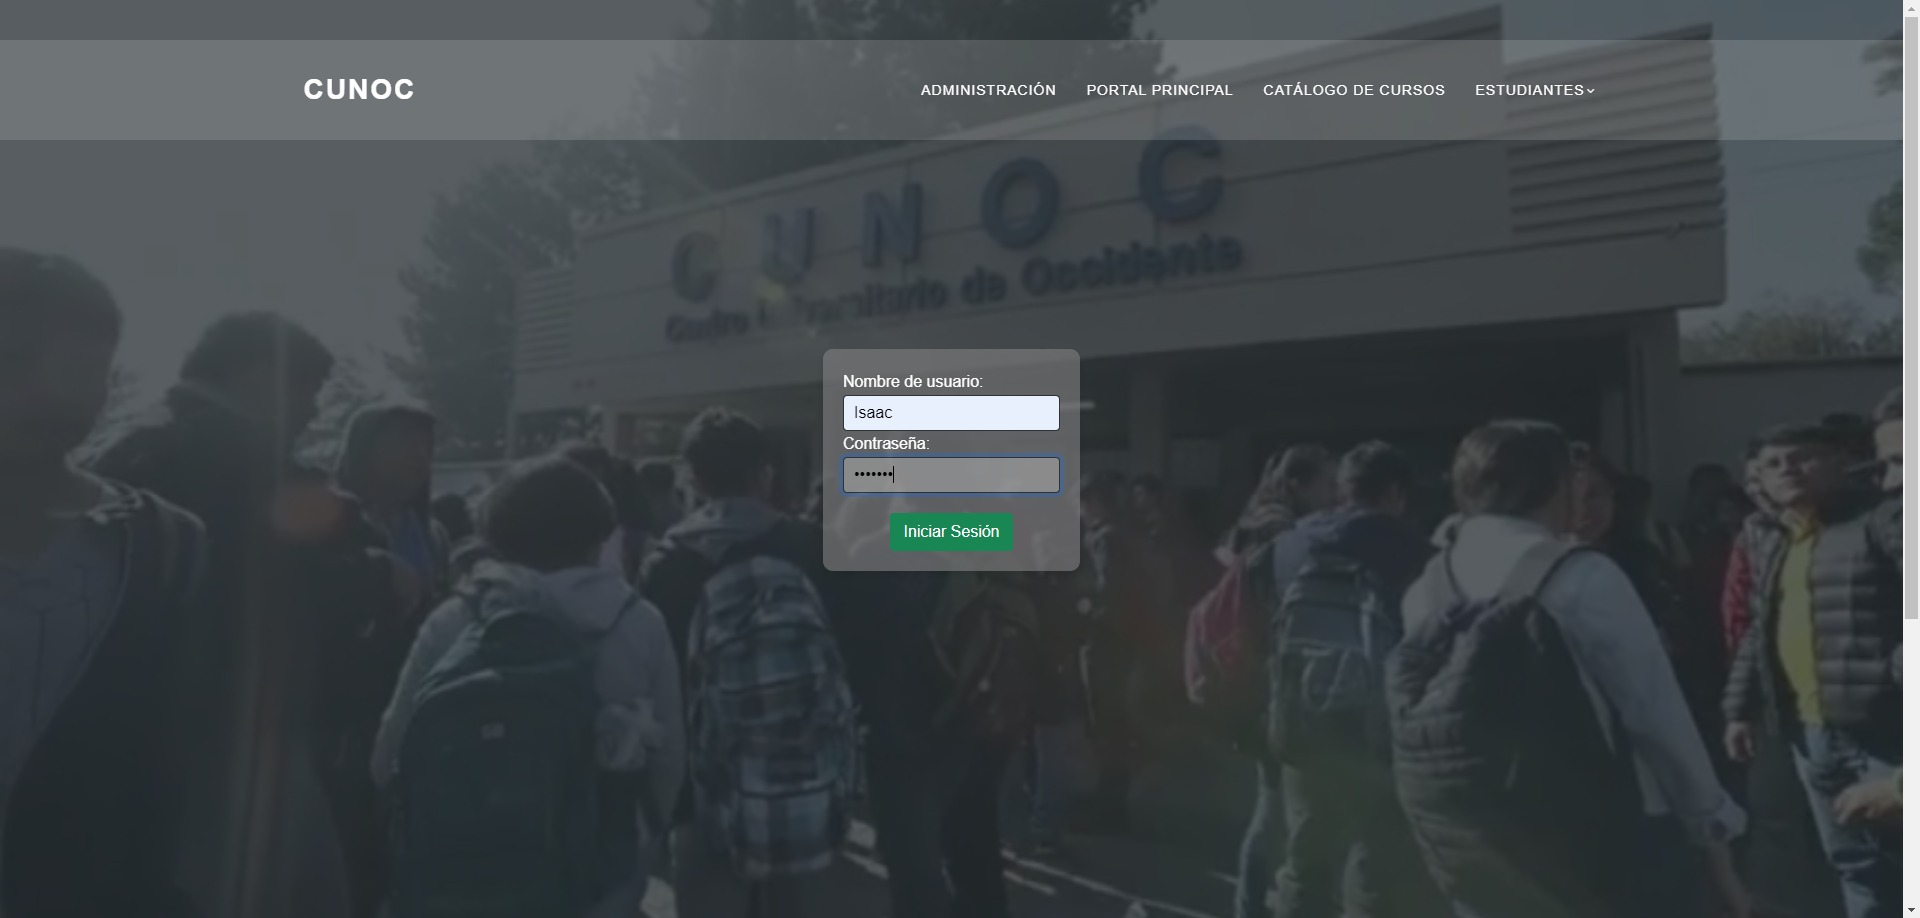 CUNOC
ADMINISTRACIÓN PORTAL PRINCIPAL CATÁLOGO DE CURSOS ESTUDIANTES
C U N O C
Centro Universitario de Occidente
Nombre de usuario:
Isaac
Contraseña:
•••••••
Iniciar Sesión